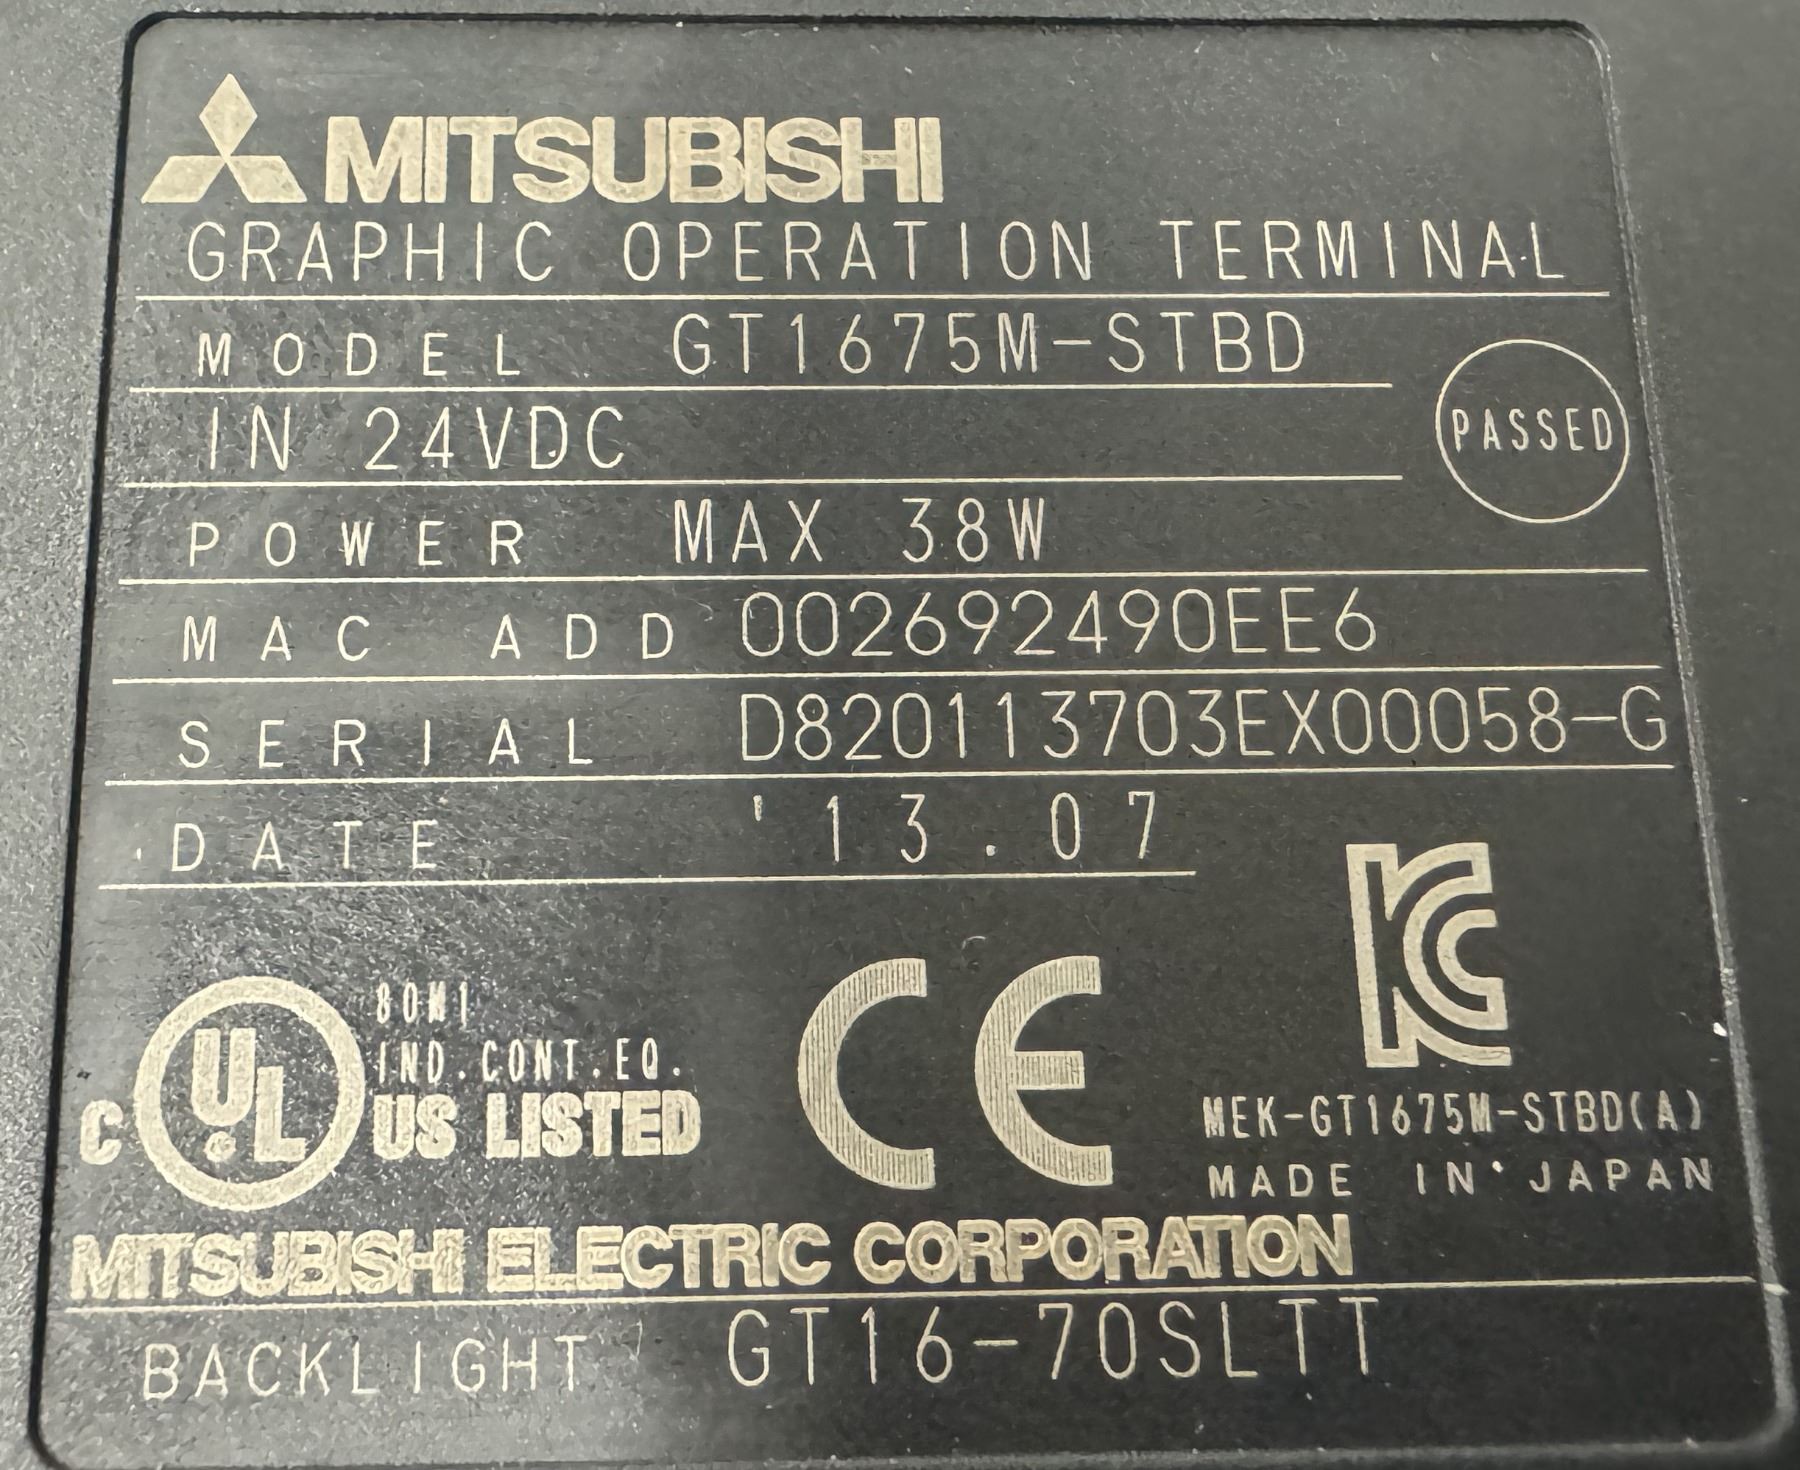 MITSUBISHI
GRAPHIC OPERATION TERMINAL
MODEL GT1675M-STBD
IN 24VDC
PASSED
POWER MAX 38W
MAC ADD 002692490EE6
SERIAL D820113703EX00058-G
DATE '13.07
80M1
IND.CONT.EQ.
C UL US LISTED
CE
KC
MEK-GT1675M-STBD(A)
MADE IN JAPAN
MITSUBISHI ELECTRIC CORPORATION
BACKLIGHT GT16-70SLTT